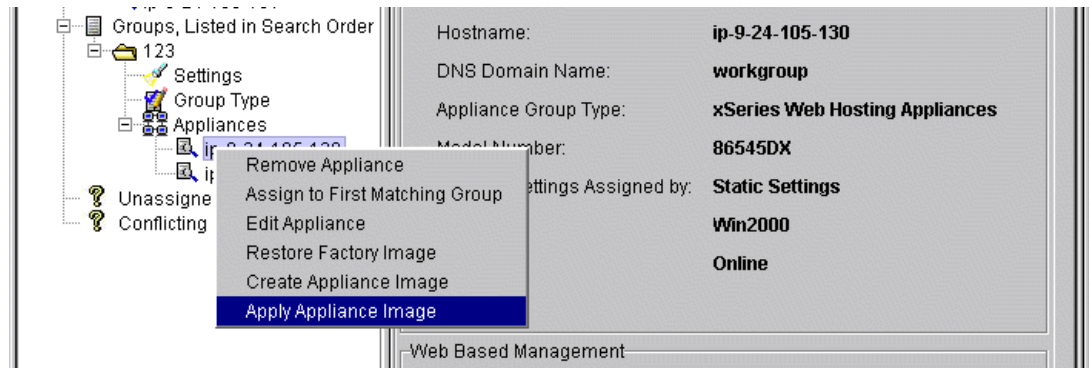 Groups, Listed in Search Order
123
Settings
Group Type
Appliances
Unassigne
Conflicting
Remove Appliance
Assign to First Matching Group
Edit Appliance
Restore Factory Image
Create Appliance Image
Apply Appliance Image
Hostname: ip-9-24-105-130
DNS Domain Name: workgroup
Appliance Group Type: xSeries Web Hosting Appliances
Model Number: 86545DX
ettings Assigned by: Static Settings
Win2000
Online
Web Based Management